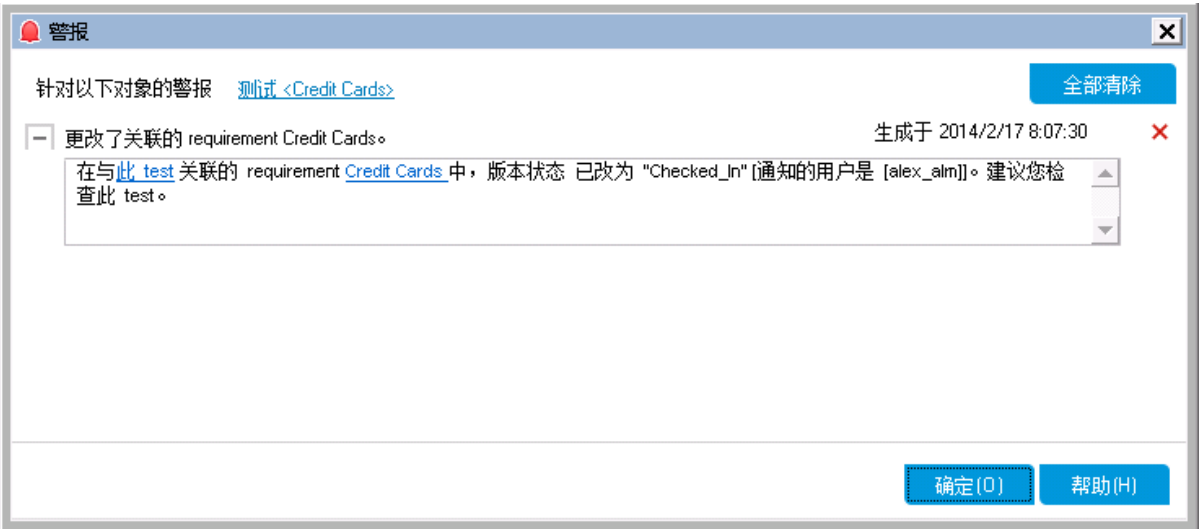 警报
针对以下对象的警报 测试 <Credit Cards> 全部清除
更改了关联的 requirement Credit Cards。 生成于 2014/2/17 8:07:30
在与此 test 关联的 requirement Credit Cards 中，版本状态 已改为 "Checked_In" [通知的用户是 [alex_alm]]。建议您检
查此 test。
确定(O) 帮助(H)